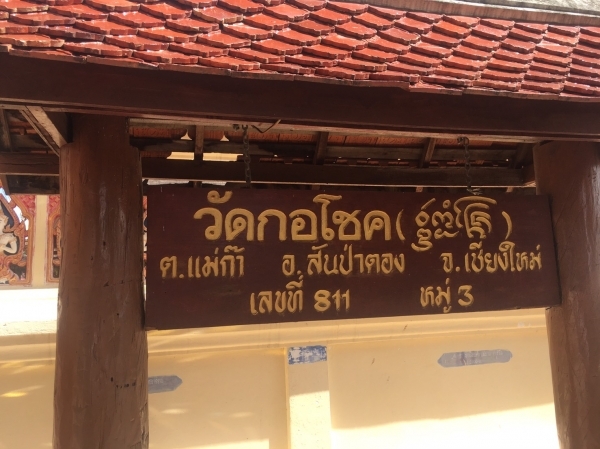 วัดกอโชค
ต.แม่ก๊า อ.สันป่าตอง จ.เชียงใหม่
เลขที่ 811 หมู่ 3